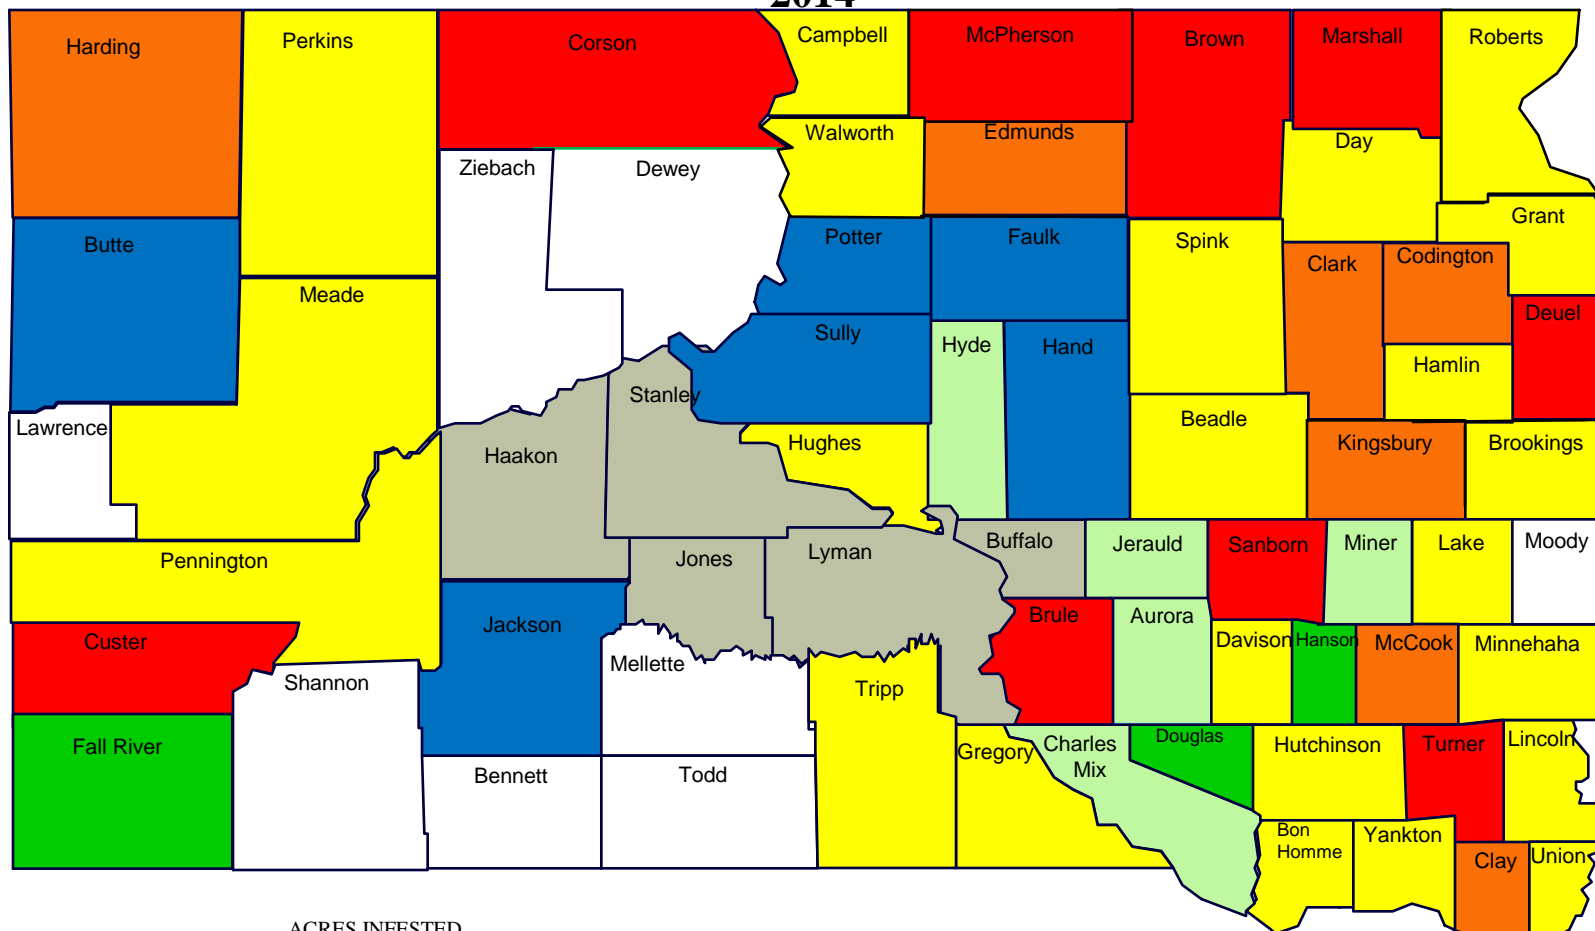 2014
Harding
Perkins
Corson
Campbell
McPherson
Brown
Marshall
Roberts
Walworth
Edmunds
Day
Ziebach
Dewey
Grant
Butte
Potter
Faulk
Spink
Clark
Codington
Meade
Deuel
Sully
Hyde
Hand
Hamlin
Stanley
Lawrence
Haakon
Hughes
Beadle
Kingsbury
Brookings
Pennington
Jones
Lyman
Buffalo
Jerauld
Sanborn
Miner
Lake
Moody
Custer
Jackson
Brule
Aurora
Davison
Hanson
McCook
Minnehaha
Shannon
Mellette
Tripp
Fall River
Gregory
Charles
Mix
Douglas
Hutchinson
Turner
Lincoln
Bennett
Todd
Bon
Homme
Yankton
Clay
Union
ACRES INFESTED